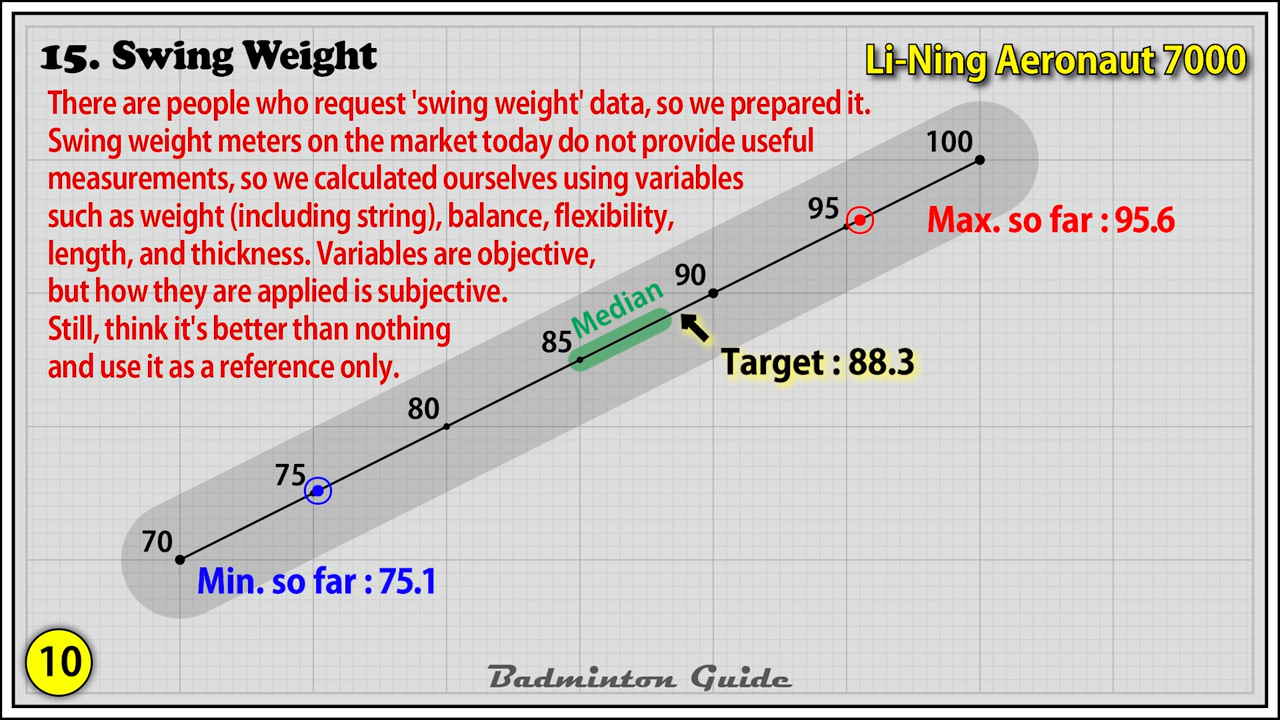 15. Swing Weight
Li-Ning Aeronaut 7000
There are people who request 'swing weight' data, so we prepared it.
Swing weight meters on the market today do not provide useful
measurements, so we calculated ourselves using variables
such as weight (including string), balance, flexibility,
length, and thickness. Variables are objective,
but how they are applied is subjective.
Still, think it's better than nothing
and use it as a reference only.
100
95
Max. so far : 95.6
90
Median
85
Target : 88.3
80
75
70
Min. so far : 75.1
10
Badminton Guide